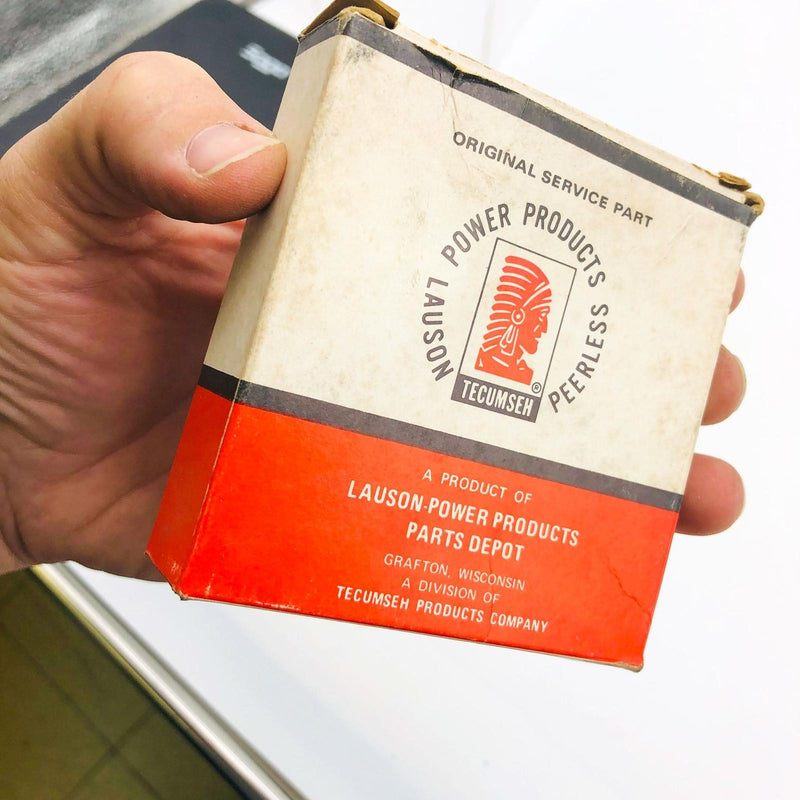 ORIGINAL SERVICE PART
LAUSON POWER PRODUCTS PEERLESS
TECUMSEH®
A PRODUCT OF
LAUSON-POWER PRODUCTS
PARTS DEPOT
GRAFTON, WISCONSIN
A DIVISION OF
TECUMSEH PRODUCTS COMPANY